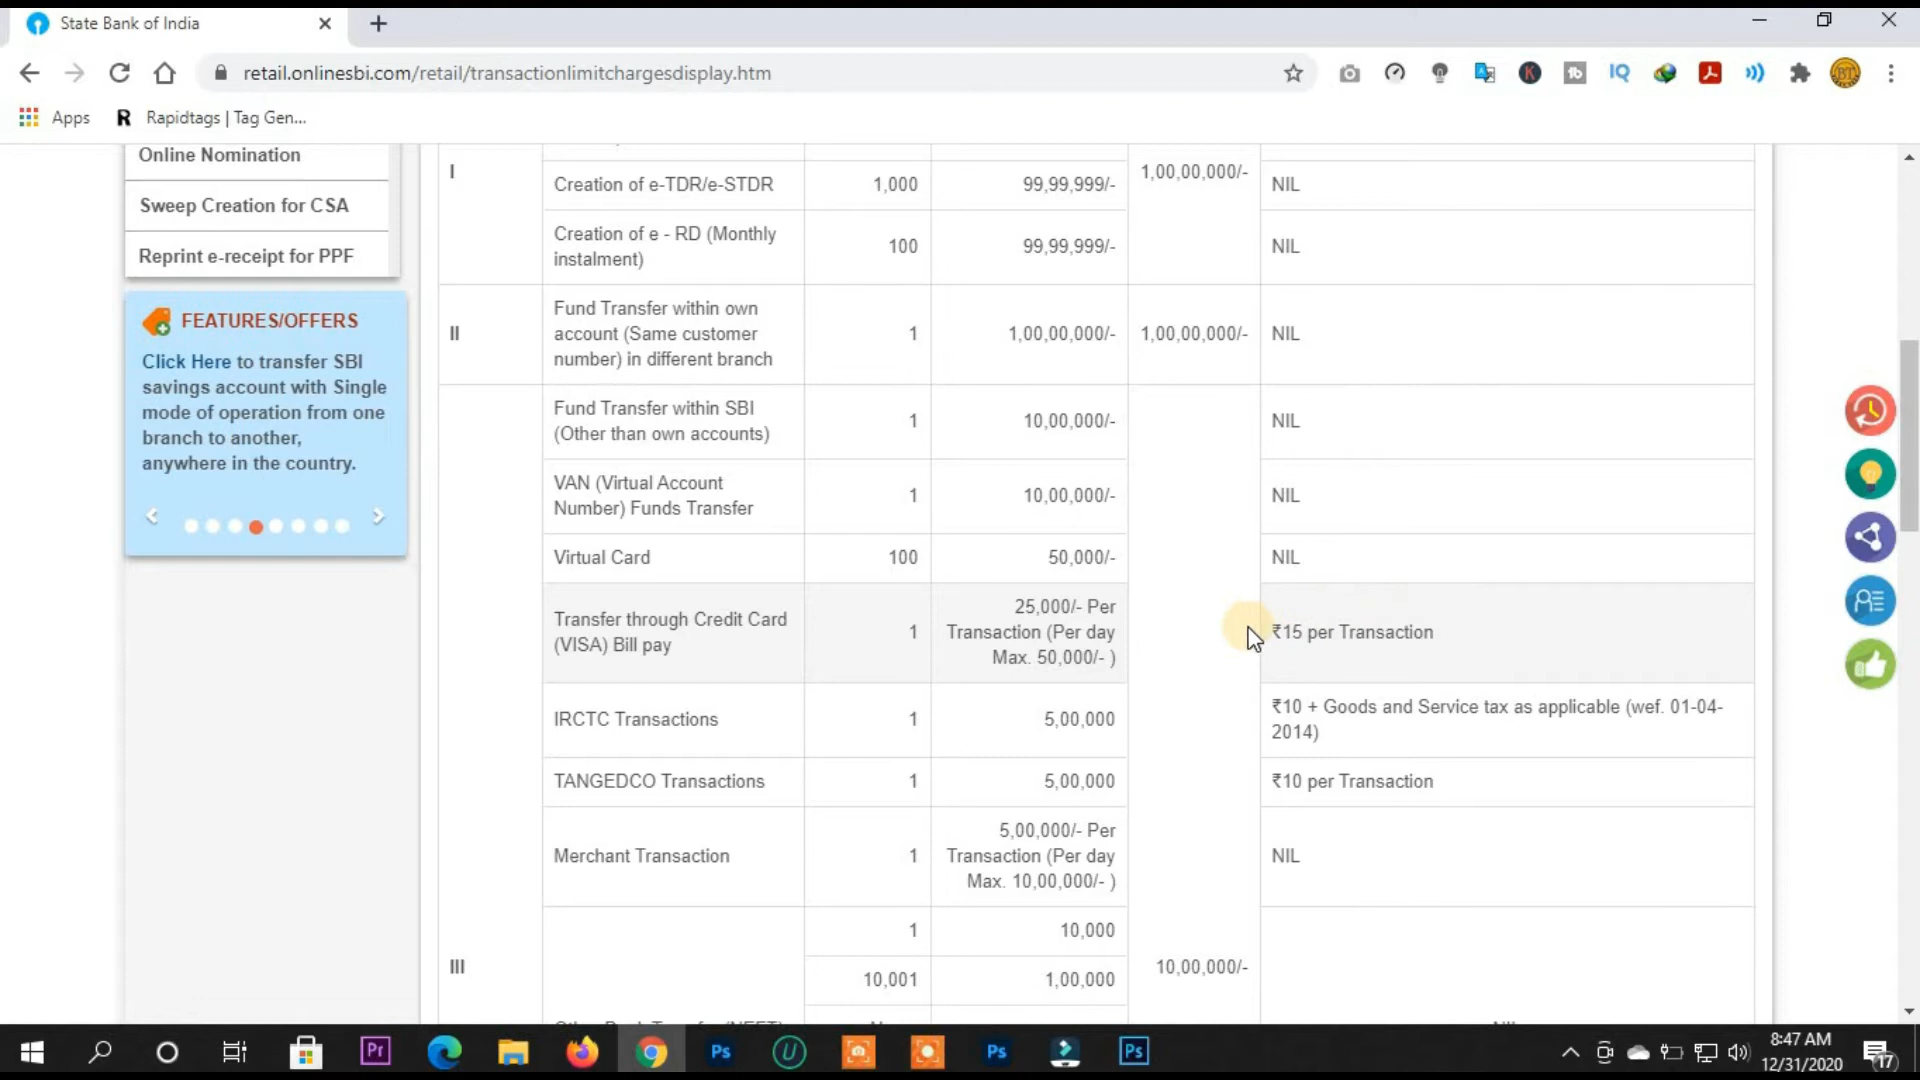 State Bank of India
retail.onlinesbi.com/retail/transactionlimitchargesdisplay.htm
Apps
R Rapidtags | Tag Gen...
Online Nomination
Sweep Creation for CSA
Reprint e-receipt for PPF
FEATURES/OFFERS
Click Here to transfer SBI
savings account with Single
mode of operation from one
branch to another,
anywhere in the country.
I
1,00,00,000/-
Creation of e-TDR/e-STDR 1,000 99,99,999/- NIL
Creation of e - RD (Monthly
instalment) 100 99,99,999/- NIL
II
Fund Transfer within own
account (Same customer
number) in different branch
1 1,00,00,000/- 1,00,00,000/- NIL
Fund Transfer within SBI
(Other than own accounts)
1 10,00,000/- NIL
VAN (Virtual Account
Number) Funds Transfer
1 10,00,000/- NIL
Virtual Card 100 50,000/- NIL
Transfer through Credit Card
(VISA) Bill pay
1
25,000/- Per
Transaction (Per day
Max. 50,000/- )
₹15 per Transaction
IRCTC Transactions 1 5,00,000
₹10 + Goods and Service tax as applicable (wef. 01-04-
2014)
TANGEDCO Transactions 1 5,00,000 ₹10 per Transaction
Merchant Transaction 1
5,00,000/- Per
Transaction (Per day
Max. 10,00,000/- )
NIL
1 10,000
III 10,00,000/-
10,001 1,00,000
8:47 AM
12/31/2020
17